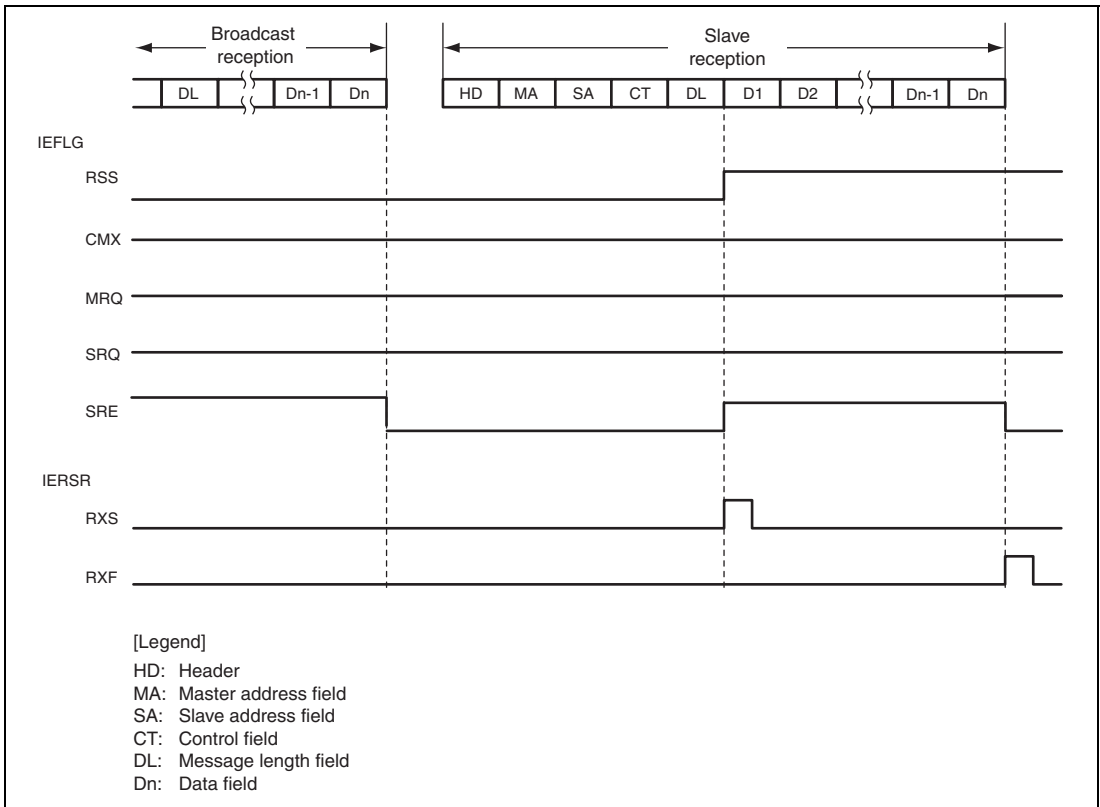 Broadcast
reception
Slave
reception
DL Dn-1 Dn HD MA SA CT DL D1 D2 Dn-1 Dn
IEFLG
RSS
CMX
MRQ
SRQ
SRE
IERSR
RXS
RXF
[Legend]
HD: Header
MA: Master address field
SA: Slave address field
CT: Control field
DL: Message length field
Dn: Data field